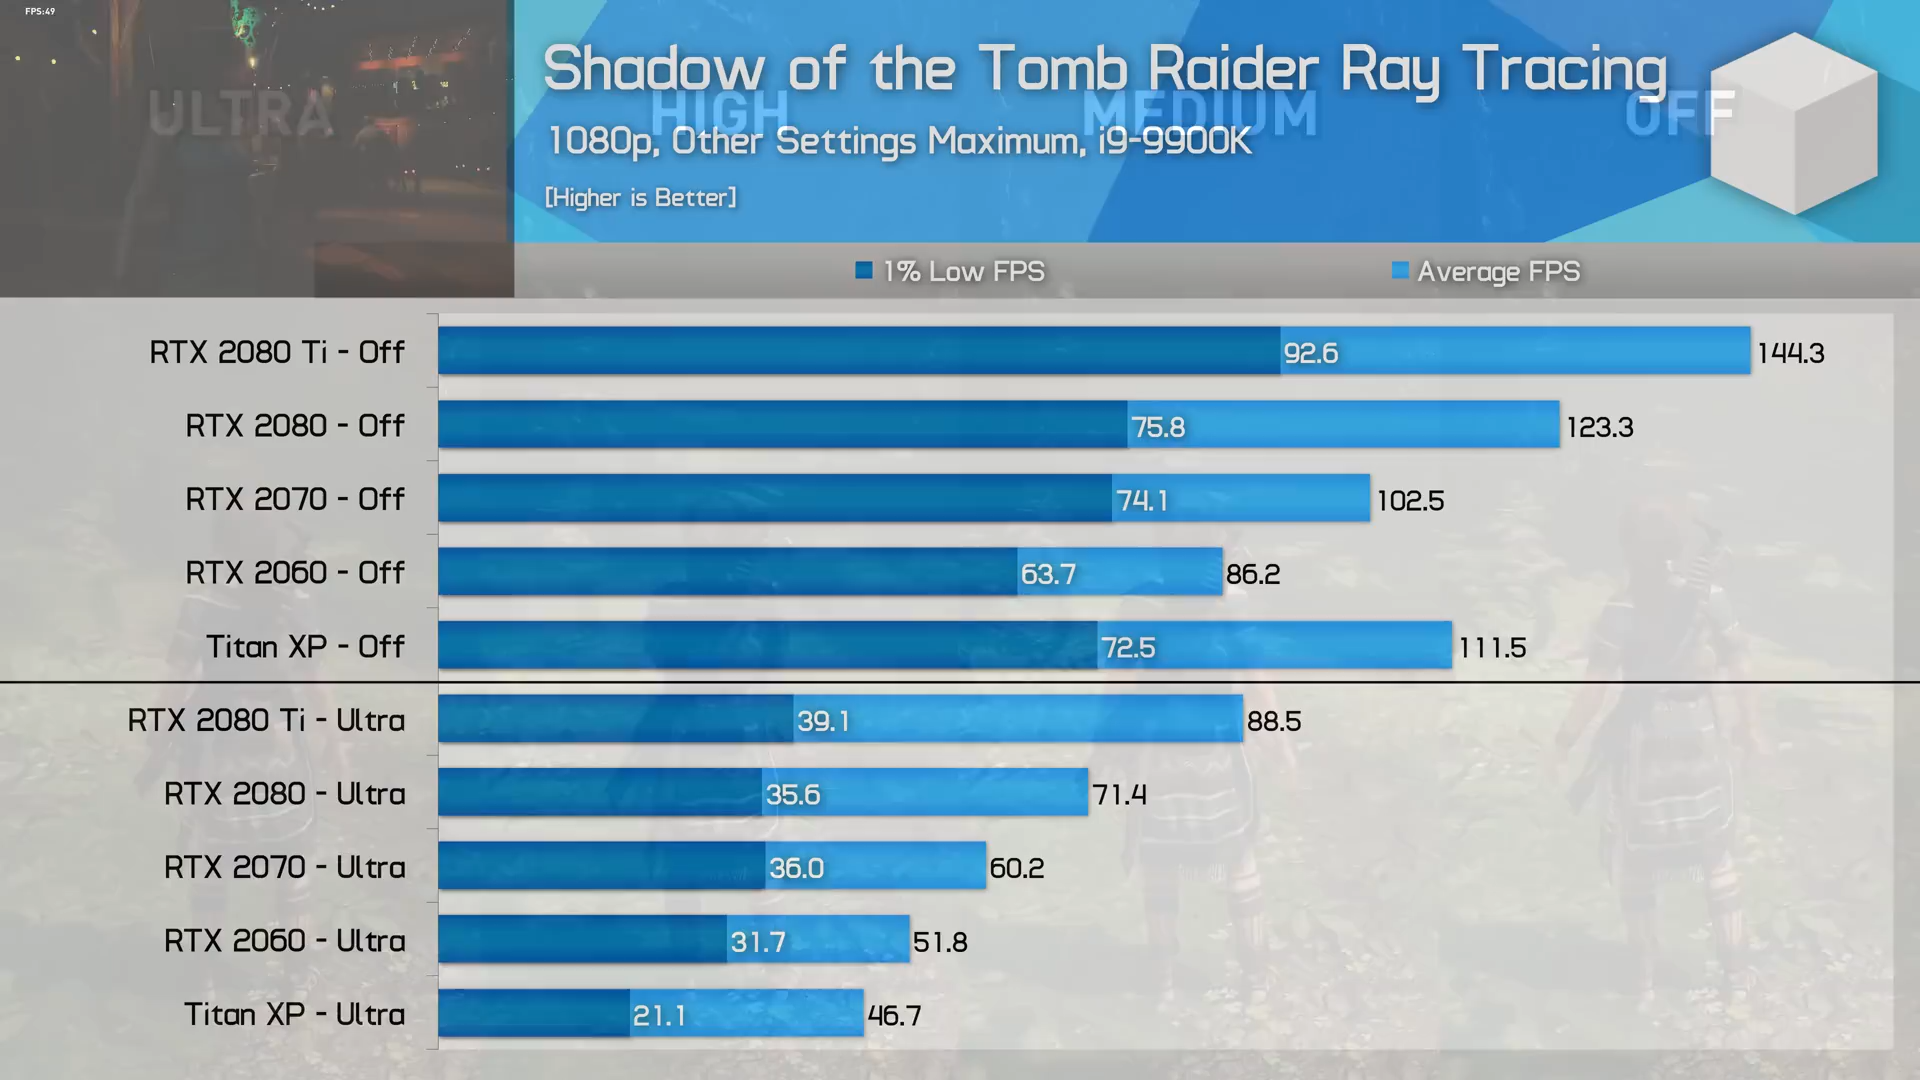 FPS:49
ULTRA
HIGH
MEDIUM
OFF
Shadow of the Tomb Raider Ray Tracing
1080p, Other Settings Maximum, i9-9900K
[Higher is Better]
1% Low FPS
Average FPS
RTX 2080 Ti - Off 92.6 144.3
RTX 2080 - Off 75.8 123.3
RTX 2070 - Off 74.1 102.5
RTX 2060 - Off 63.7 86.2
Titan XP - Off 72.5 111.5
RTX 2080 Ti - Ultra 39.1 88.5
RTX 2080 - Ultra 35.6 71.4
RTX 2070 - Ultra 36.0 60.2
RTX 2060 - Ultra 31.7 51.8
Titan XP - Ultra 21.1 46.7